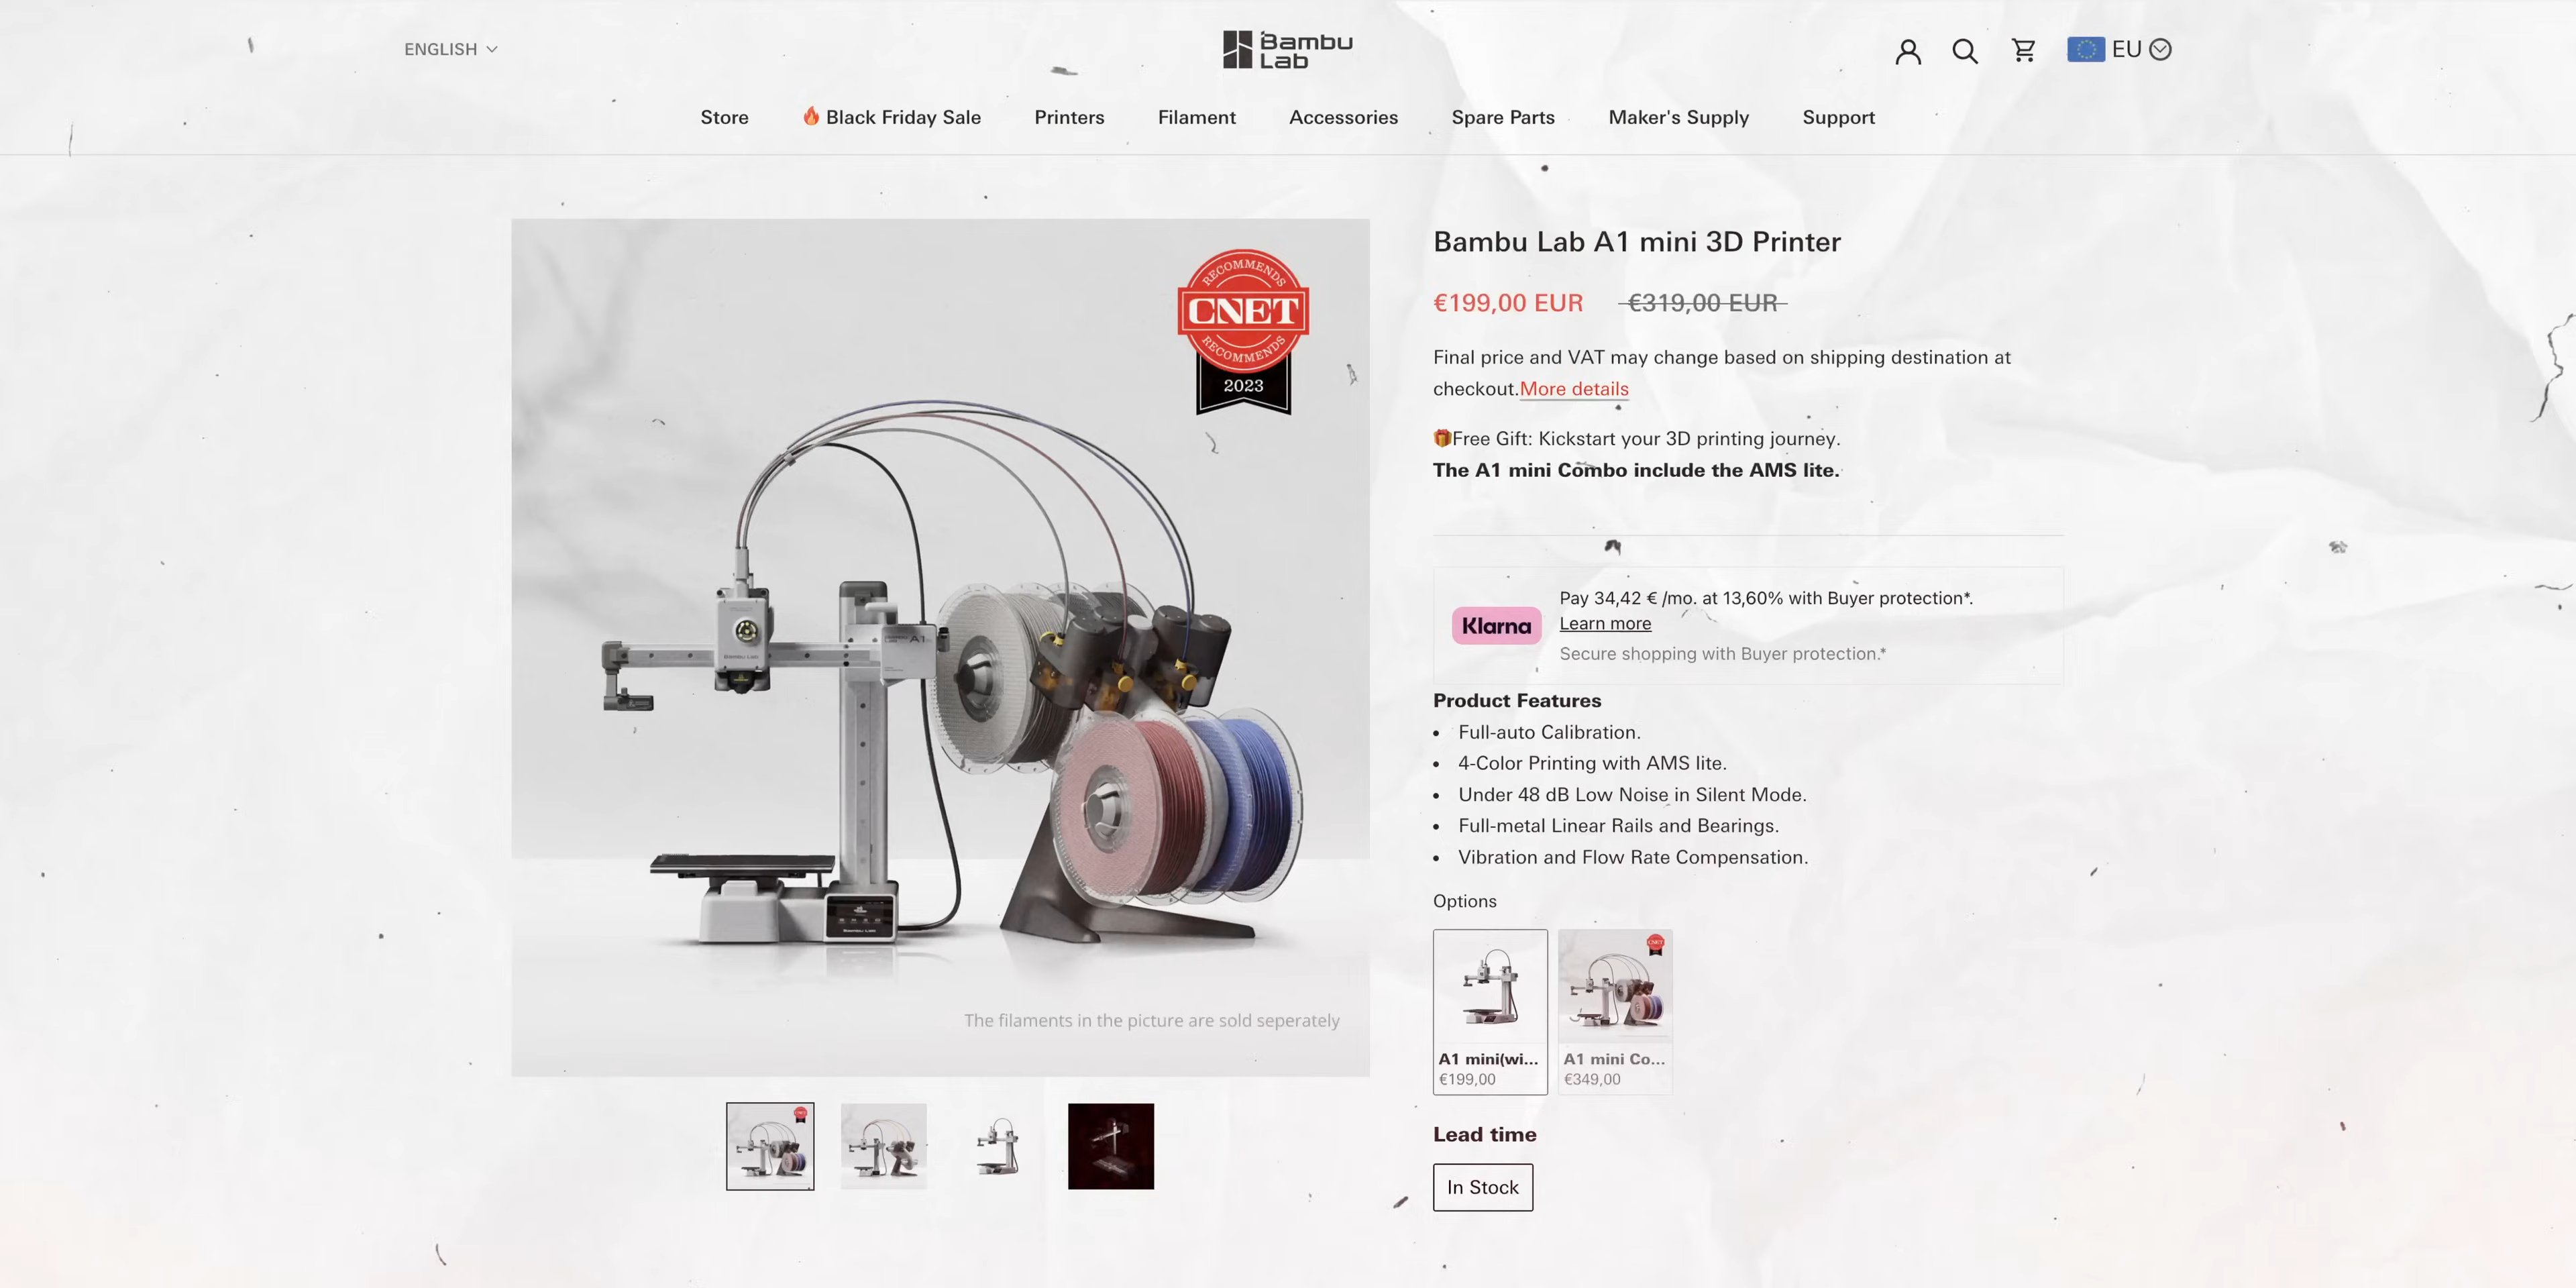 ENGLISH
Bambu
Lab
EU
Store
Black Friday Sale
Printers
Filament
Accessories
Spare Parts
Maker's Supply
Support
RECOMMENDS
CNET
RECOMMENDS
2023
A1
Bambu Lab
BAMBU LAB
The filaments in the picture are sold seperately
Bambu Lab A1 mini 3D Printer
€199,00 EUR €319,00 EUR
Final price and VAT may change based on shipping destination at
checkout.More details
Free Gift: Kickstart your 3D printing journey.
The A1 mini Combo include the AMS lite.
Klarna
Pay 34,42 € /mo. at 13,60% with Buyer protection*.
Learn more
Secure shopping with Buyer protection.*
Product Features
• Full-auto Calibration.
• 4-Color Printing with AMS lite.
• Under 48 dB Low Noise in Silent Mode.
• Full-metal Linear Rails and Bearings.
• Vibration and Flow Rate Compensation.
Options
CNET
A1 mini(wi...
€199,00
A1 mini Co...
€349,00
Lead time
In Stock